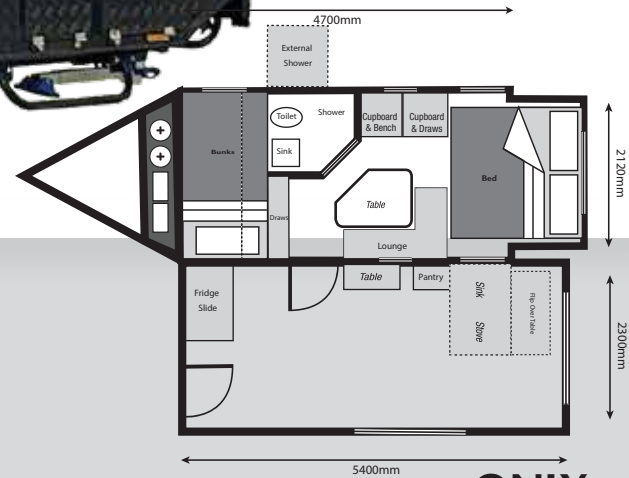 4700mm
External
Shower
Toilet
Shower
Sink
Bunks
Cupboard
& Bench
Cupboard
& Draws
Bed
2120mm
Draws
Table
Lounge
Fridge
Slide
Table
Pantry
Sink
Stove
Flip Over Table
2300mm
5400mm